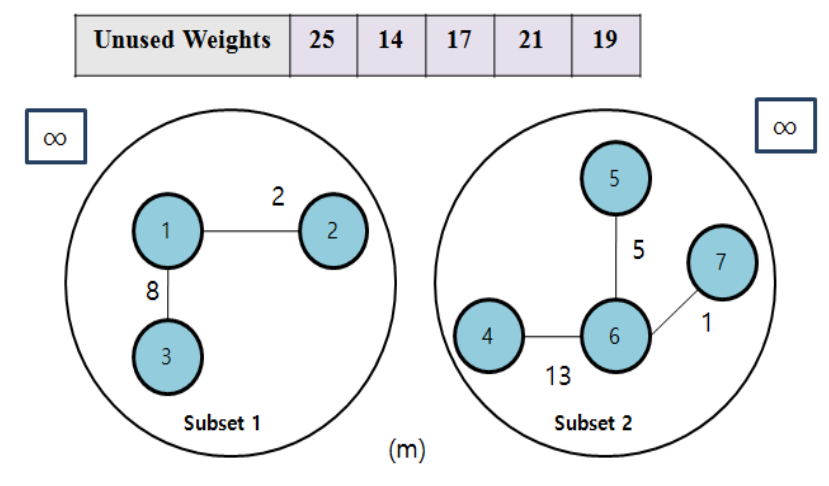 Unused Weights 25 14 17 21 19
∞ ∞
5
2
1 2 5 7
8
4 6 1
3 13
Subset 1 Subset 2
(m)